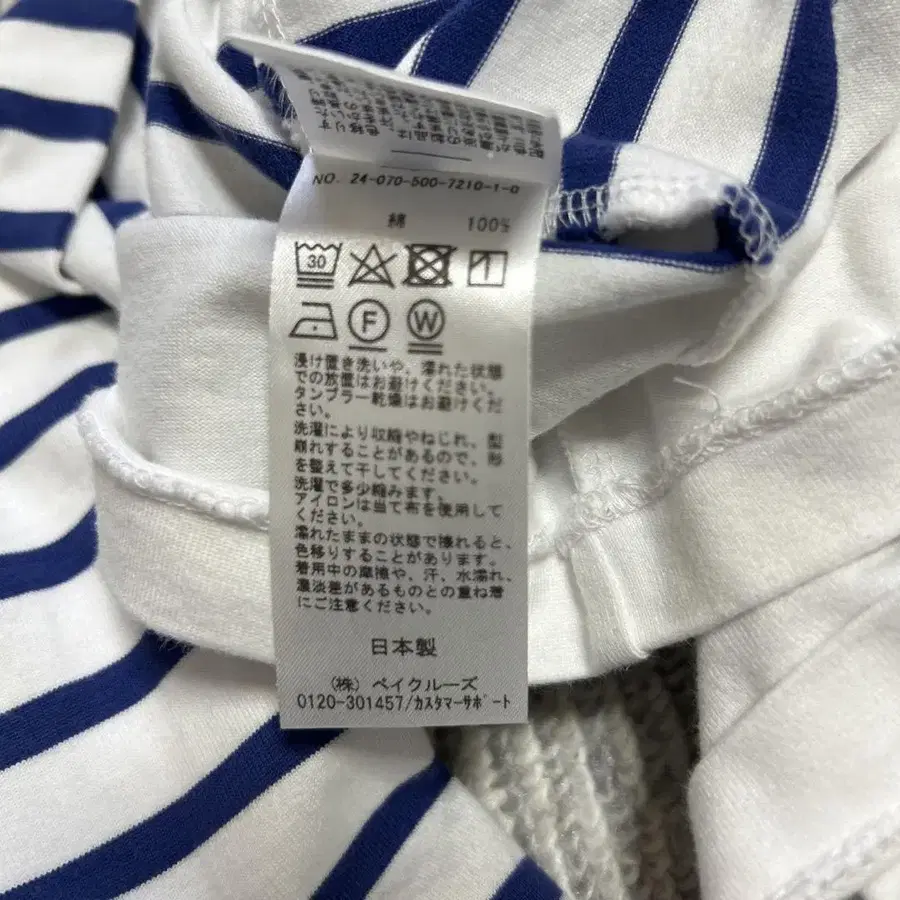 NO. 24-070-500-7210-1-0
綿 100%
30
F W
浸け置き洗いや、濡れた状態
での放置はお避けください。
タンブラー乾燥はお避けくだ
さい。
洗濯により収縮やねじれ、型
崩れすることがあるので、形
を整えて干してください。
洗濯で多少縮みます。
アイロンは当て布を使用して
ください。
濡れたままの状態で擦れると、
色移りすることがあります。
着用中の摩擦や、汗、水濡れ、
濃淡差があるものとの重ね着
にご注意ください。
日本製
(株) ベイクルーズ
0120-301457/カスタマーサポート